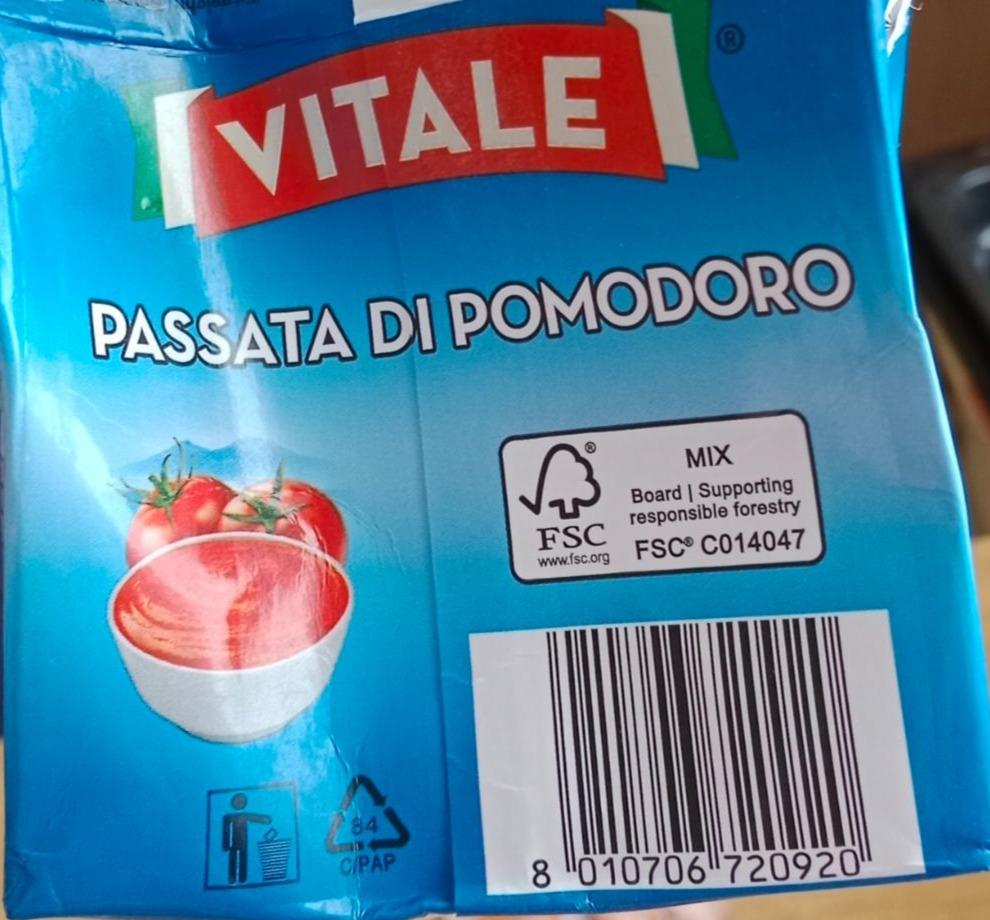 VITALE
®
PASSATA DI POMODORO
®
MIX
Board | Supporting
responsible forestry
FSC
www.fsc.org
FSC® C014047
84
C/PAP
8 010706 720920